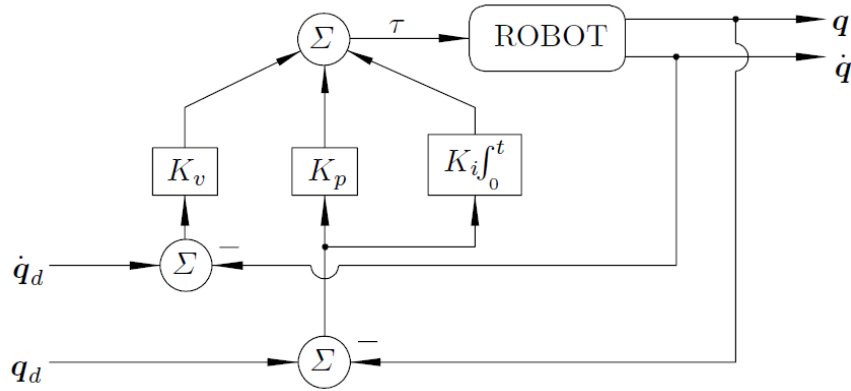 Σ τ ROBOT q
q̇
K_v K_p K_i∫_0^t
q̇_d Σ −
q_d Σ −